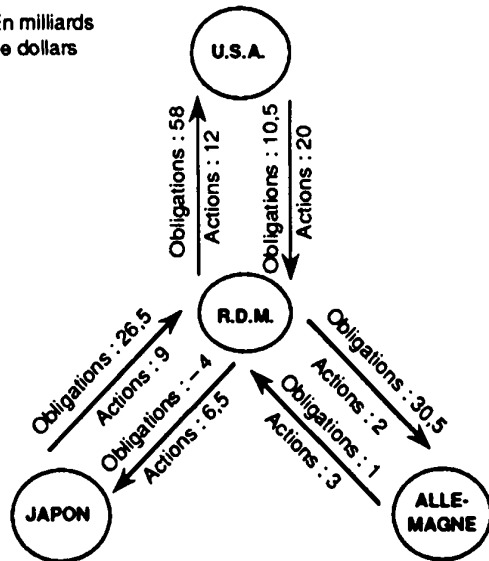 En milliards
e dollars
U.S.A.
Obligations : 58
Actions : 12
Obligations : 10,5
Actions : 20
R.D.M.
Obligations : 26,5
Actions : 9
Obligations : – 4
Actions : 6,5
Obligations : 30,5
Actions : 2
Obligations : 1
Actions : 3
JAPON
ALLE-
MAGNE